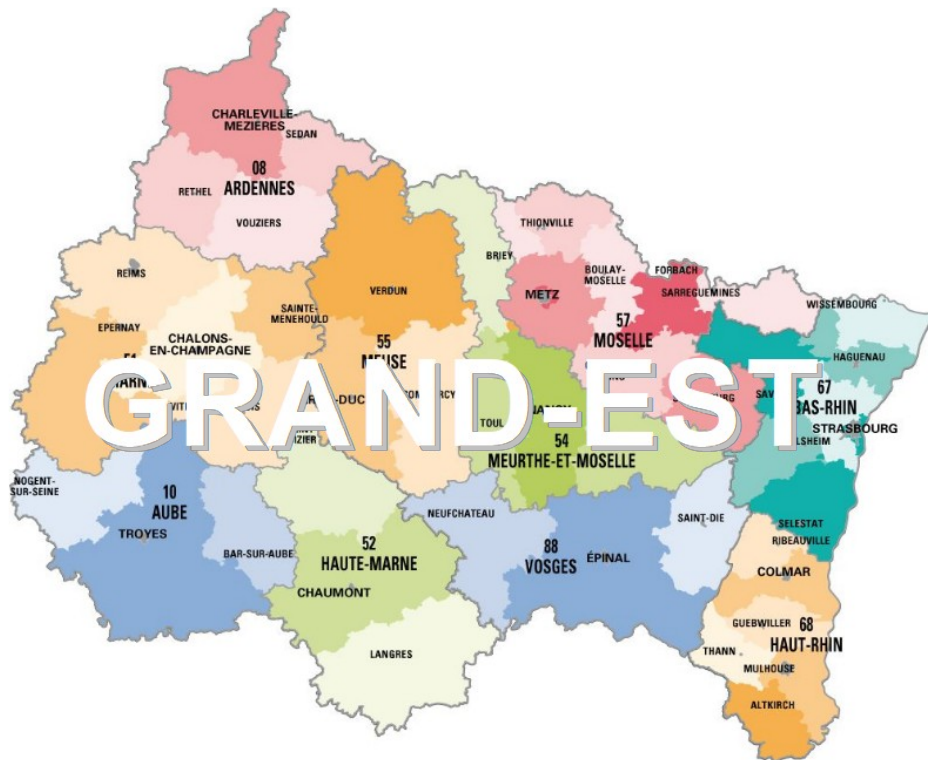 CHARLEVILLE-
MEZIÈRES
SEDAN
08
ARDENNES
RETHEL
VOUZIERS
THIONVILLE
BRIEY
REIMS
BOULAY-
MOSELLE
FORBACH
METZ
SARREGUEMINES
VERDUN
WISSEMBOURG
SAINTE-
MENEHOULD
EPERNAY
CHALONS-
EN-CHAMPAGNE
55
MEUSE
57
MOSELLE
HAGUENAU
67
BAS-RHIN
GRAND-EST
TOUL
STRASBOURG
54
MEURTHE-ET-MOSELLE
NOGENT-
SUR-SEINE
10
AUBE
TROYES
NEUFCHATEAU
SAINT-DIE
SELESTAT
RIBEAUVILLE
BAR-SUR-AUBE
52
HAUTE-MARNE
88
VOSGES
ÉPINAL
COLMAR
CHAUMONT
GUEBWILLER
68
HAUT-RHIN
LANGRES
THANN
MULHOUSE
ALTKIRCH